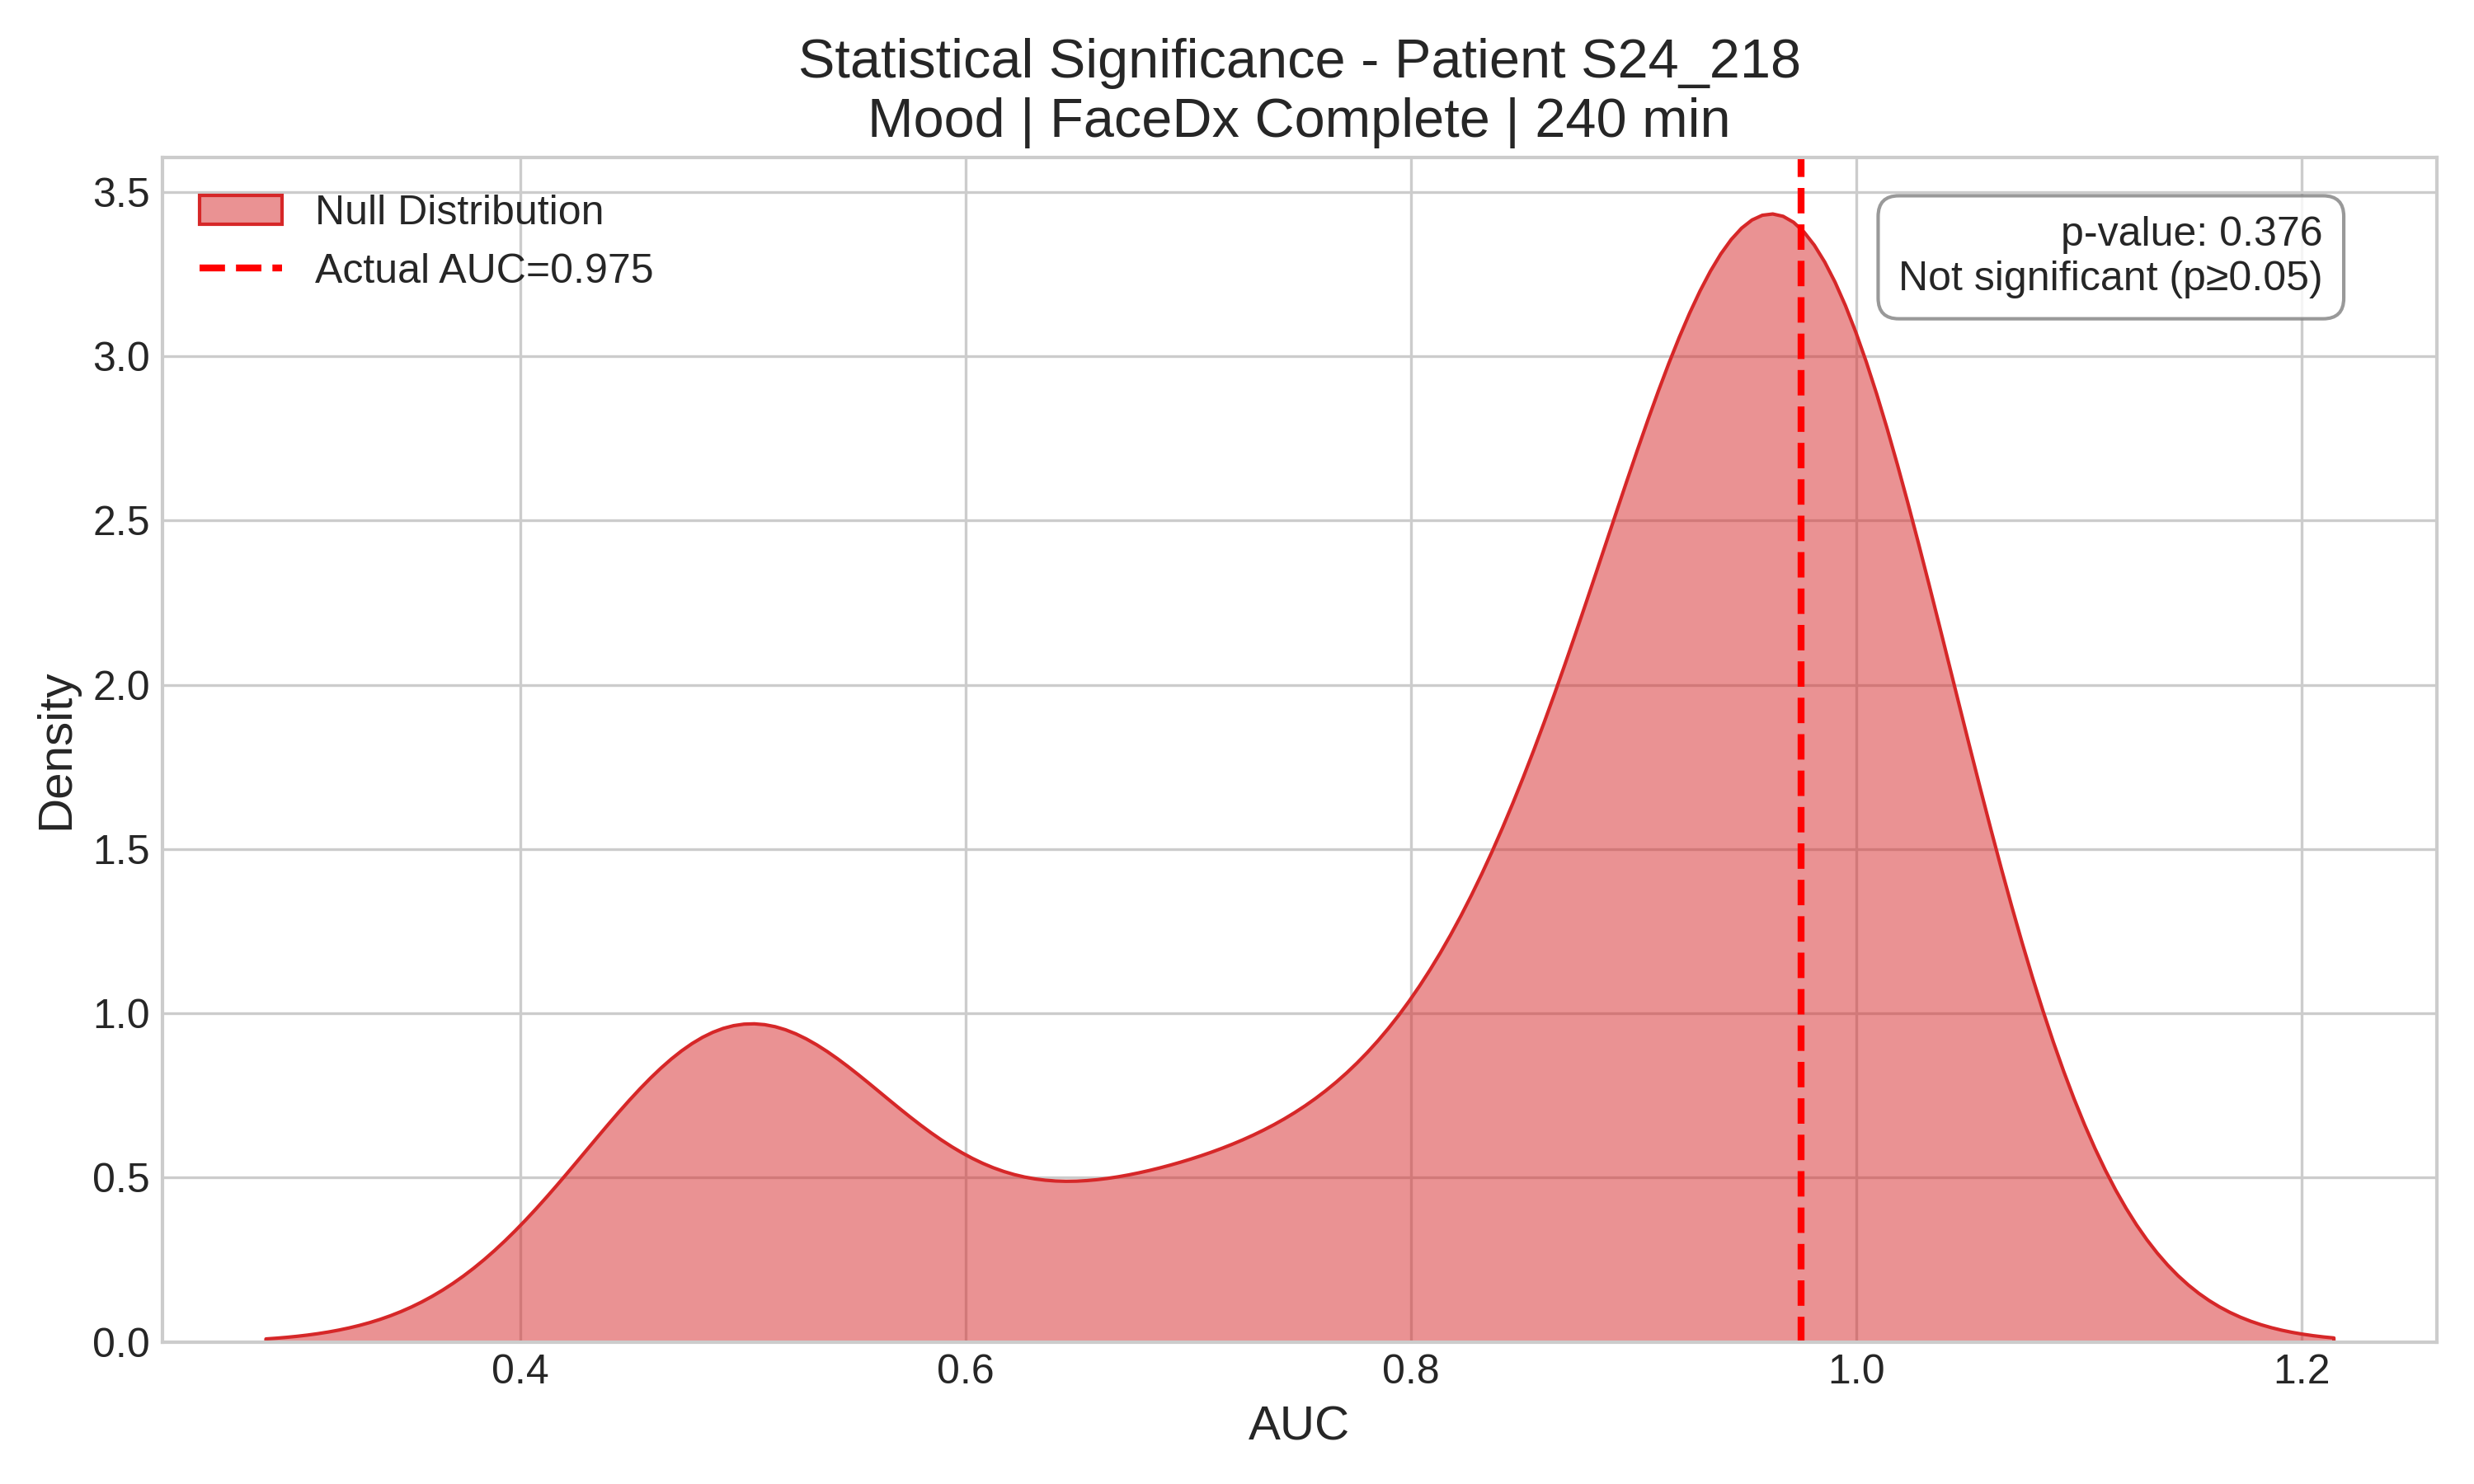 Statistical Significance - Patient S24_218
Mood | FaceDx Complete | 240 min
Null Distribution
Actual AUC=0.975
p-value: 0.376
Not significant (p≥0.05)
3.5
3.0
2.5
2.0
1.5
1.0
0.5
0.0
Density
0.4
0.6
0.8
1.0
1.2
AUC